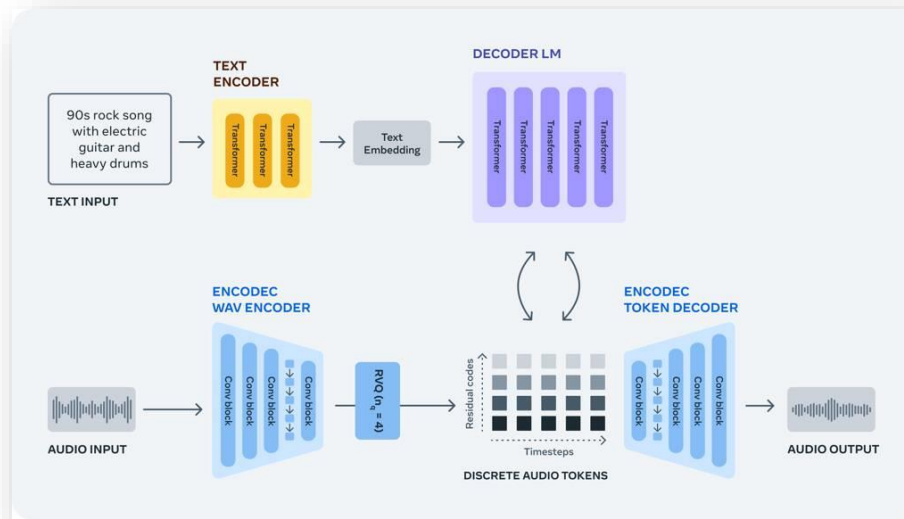 DECODER LM
TEXT
ENCODER
90s rock song
with electric
guitar and
heavy drums
TEXT INPUT
Transformer
Transformer
Transformer
Text
Embedding
Transformer
Transformer
Transformer
Transformer
Transformer
ENCODEC
WAV ENCODER
ENCODEC
TOKEN DECODER
AUDIO INPUT
Conv block
Conv block
Conv block
Conv block
RVQ (n_q = 4)
Residual codes
Timesteps
DISCRETE AUDIO TOKENS
Conv block
Conv block
Conv block
Conv block
AUDIO OUTPUT